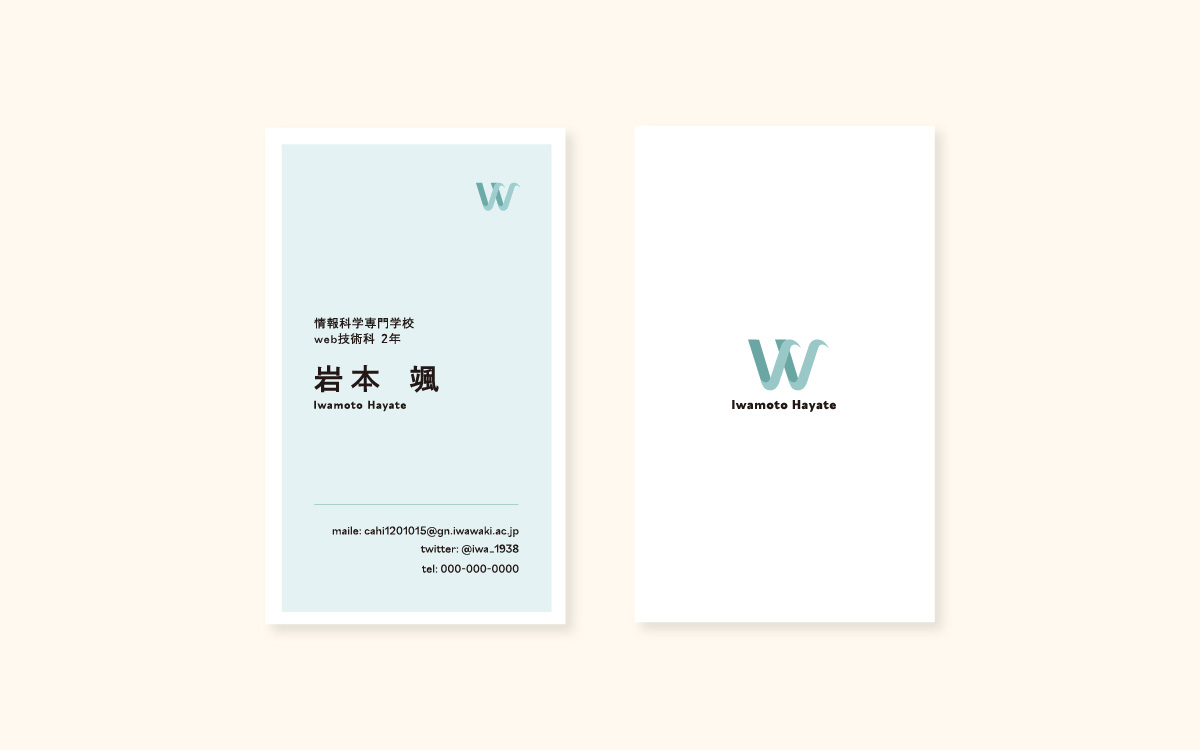 W
情報科学専門学校
web技術科 2年
岩本 颯
Iwamoto Hayate
maile: cahi1201015@gn.iwawaki.ac.jp
twitter: @iwa_1938
tel: 000-000-0000
W
Iwamoto Hayate